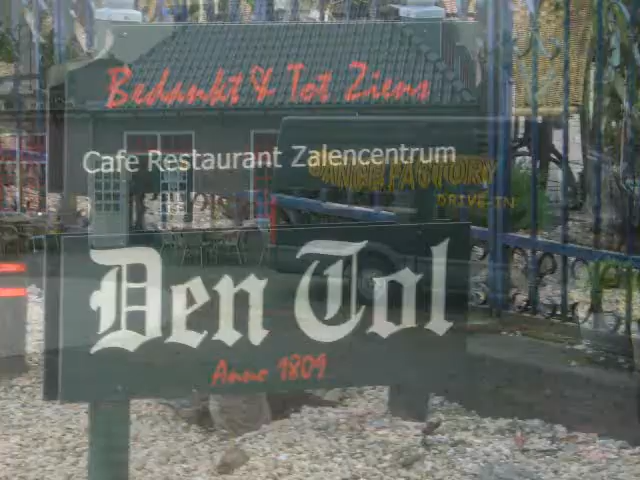 Bedankt & Tot Ziens
Cafe Restaurant Zalencentrum
DANCE FACTORY
DRIVE-IN
Den Tol
Anno 1809